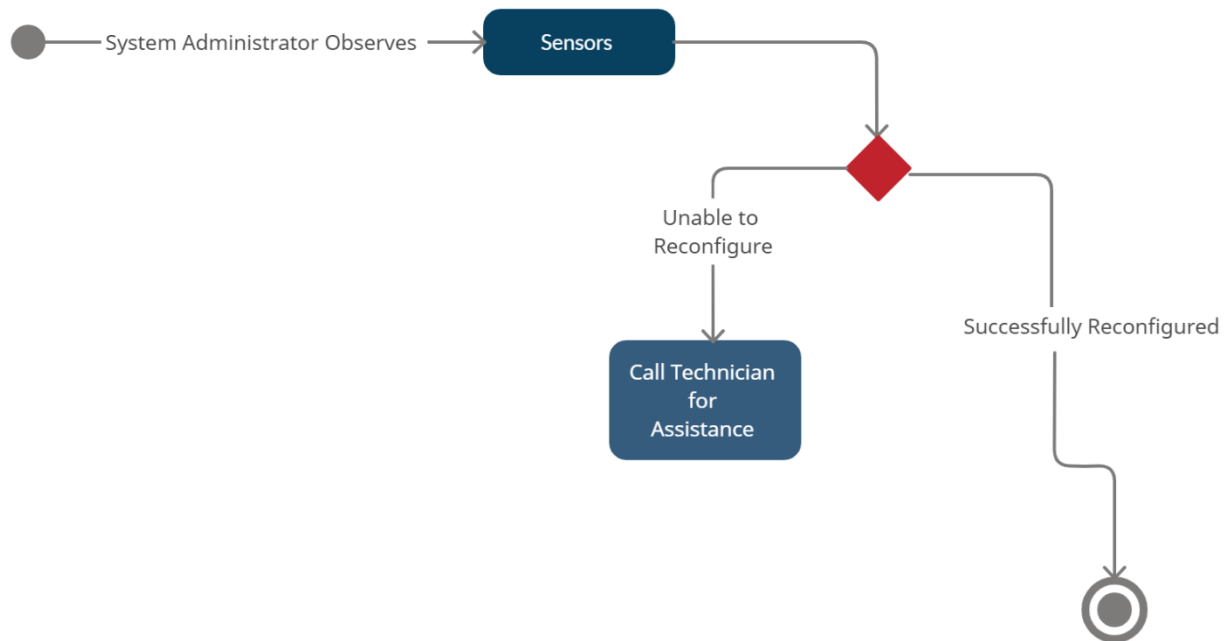 System Administrator Observes
Sensors
Unable to
Reconfigure
Successfully Reconfigured
Call Technician
for
Assistance